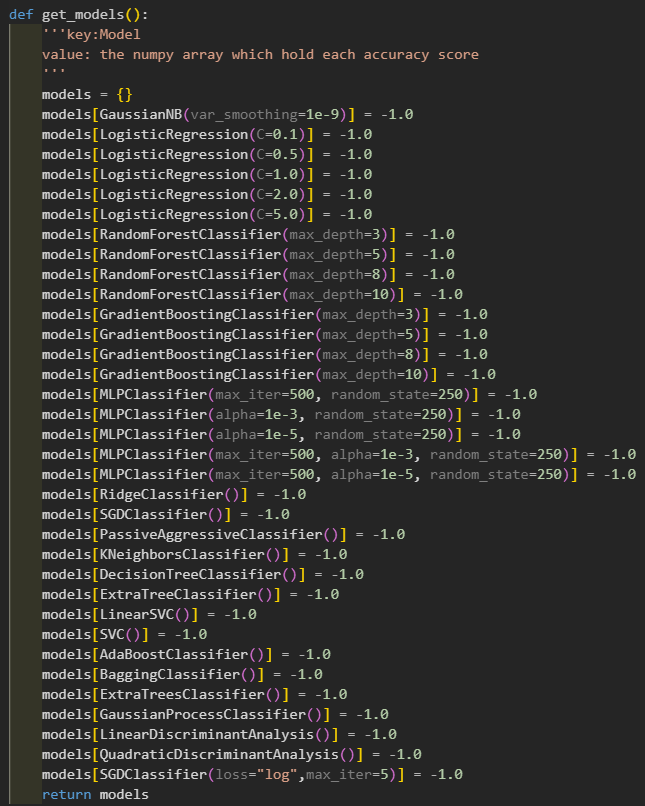 def get_models():
    '''key:Model
    value: the numpy array which hold each accuracy score
    '''
    models = {}
    models[GaussianNB(var_smoothing=1e-9)] = -1.0
    models[LogisticRegression(C=0.1)] = -1.0
    models[LogisticRegression(C=0.5)] = -1.0
    models[LogisticRegression(C=1.0)] = -1.0
    models[LogisticRegression(C=2.0)] = -1.0
    models[LogisticRegression(C=5.0)] = -1.0
    models[RandomForestClassifier(max_depth=3)] = -1.0
    models[RandomForestClassifier(max_depth=5)] = -1.0
    models[RandomForestClassifier(max_depth=8)] = -1.0
    models[RandomForestClassifier(max_depth=10)] = -1.0
    models[GradientBoostingClassifier(max_depth=3)] = -1.0
    models[GradientBoostingClassifier(max_depth=5)] = -1.0
    models[GradientBoostingClassifier(max_depth=8)] = -1.0
    models[GradientBoostingClassifier(max_depth=10)] = -1.0
    models[MLPClassifier(max_iter=500, random_state=250)] = -1.0
    models[MLPClassifier(alpha=1e-3, random_state=250)] = -1.0
    models[MLPClassifier(alpha=1e-5, random_state=250)] = -1.0
    models[MLPClassifier(max_iter=500, alpha=1e-3, random_state=250)] = -1.0
    models[MLPClassifier(max_iter=500, alpha=1e-5, random_state=250)] = -1.0
    models[RidgeClassifier()] = -1.0
    models[SGDClassifier()] = -1.0
    models[PassiveAggressiveClassifier()] = -1.0
    models[KNeighborsClassifier()] = -1.0
    models[DecisionTreeClassifier()] = -1.0
    models[ExtraTreeClassifier()] = -1.0
    models[LinearSVC()] = -1.0
    models[SVC()] = -1.0
    models[AdaBoostClassifier()] = -1.0
    models[BaggingClassifier()] = -1.0
    models[ExtraTreesClassifier()] = -1.0
    models[GaussianProcessClassifier()] = -1.0
    models[LinearDiscriminantAnalysis()] = -1.0
    models[QuadraticDiscriminantAnalysis()] = -1.0
    models[SGDClassifier(loss="log",max_iter=5)] = -1.0
    return models